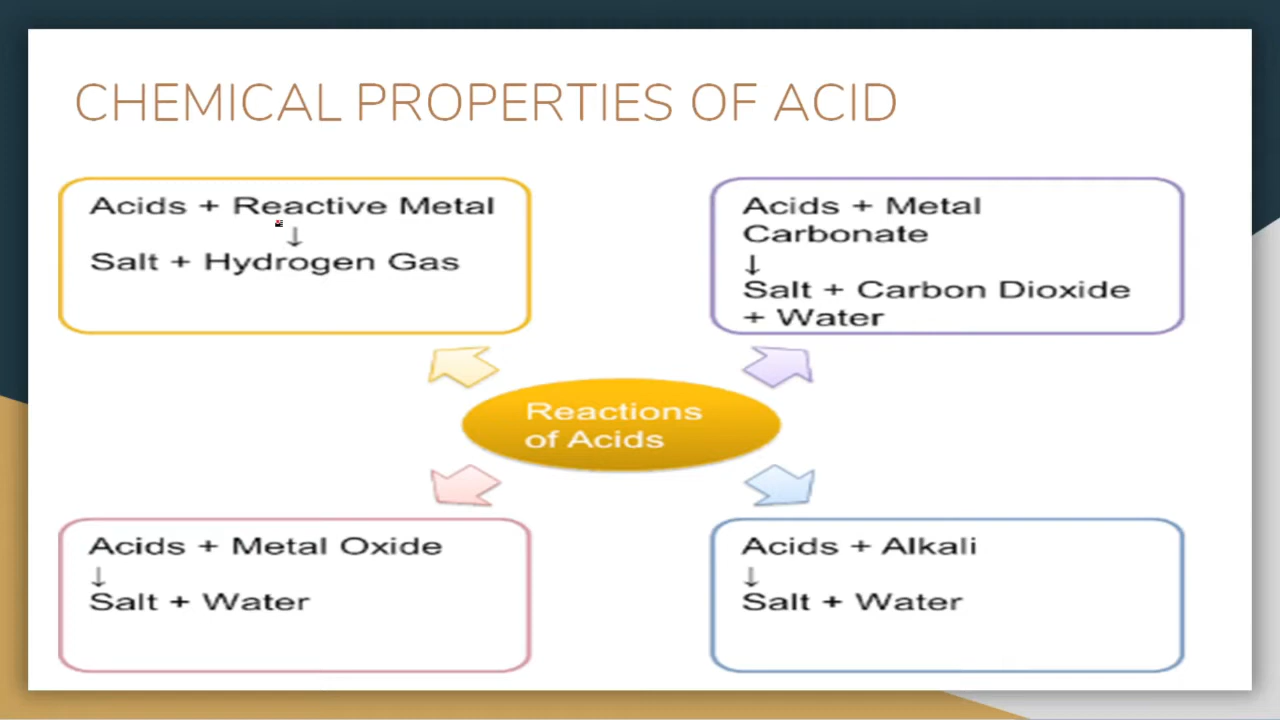 CHEMICAL PROPERTIES OF ACID
Acids + Reactive Metal
↓
Salt + Hydrogen Gas
Acids + Metal
Carbonate
↓
Salt + Carbon Dioxide
+ Water
Reactions
of Acids
Acids + Metal Oxide
↓
Salt + Water
Acids + Alkali
↓
Salt + Water